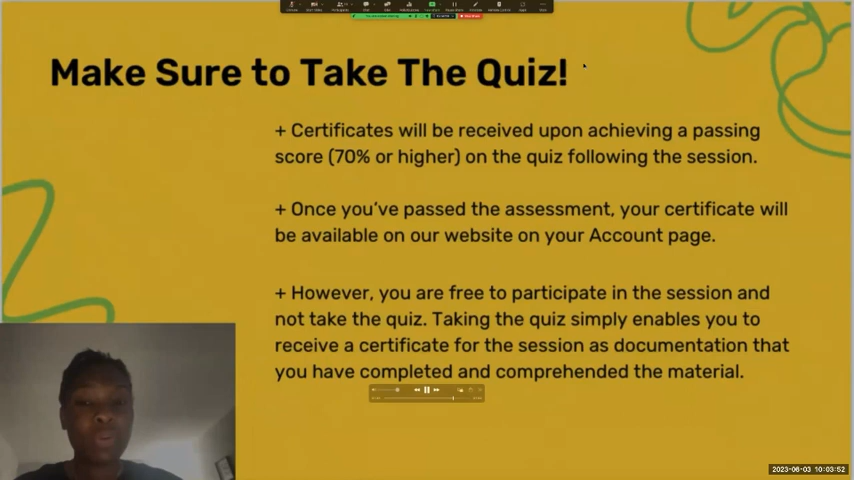 Make Sure to Take The Quiz!
+ Certificates will be received upon achieving a passing
score (70% or higher) on the quiz following the session.
+ Once you've passed the assessment, your certificate will
be available on our website on your Account page.
+ However, you are free to participate in the session and
not take the quiz. Taking the quiz simply enables you to
receive a certificate for the session as documentation that
you have completed and comprehended the material.
2023-06-03 10:03:52